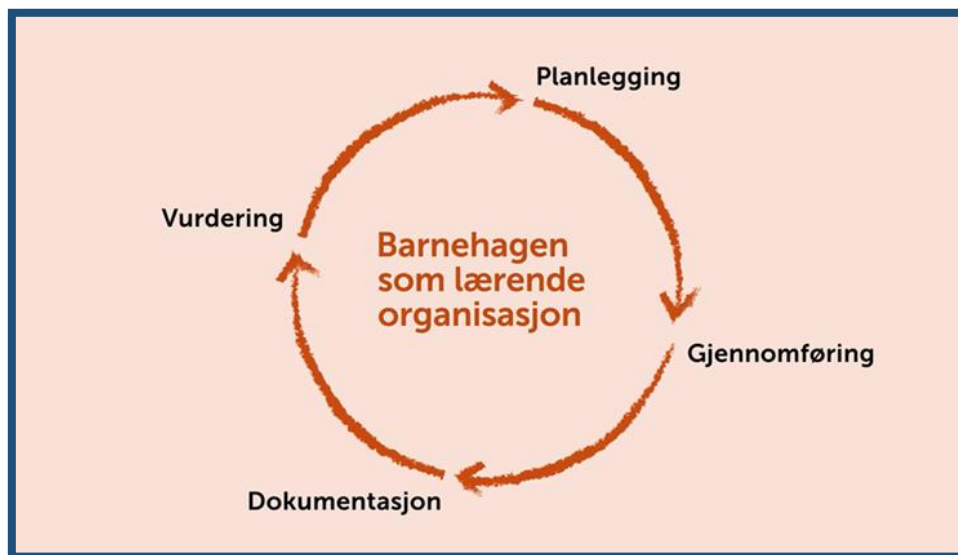 Planlegging
Vurdering
Barnehagen
som lærende
organisasjon
Gjennomføring
Dokumentasjon